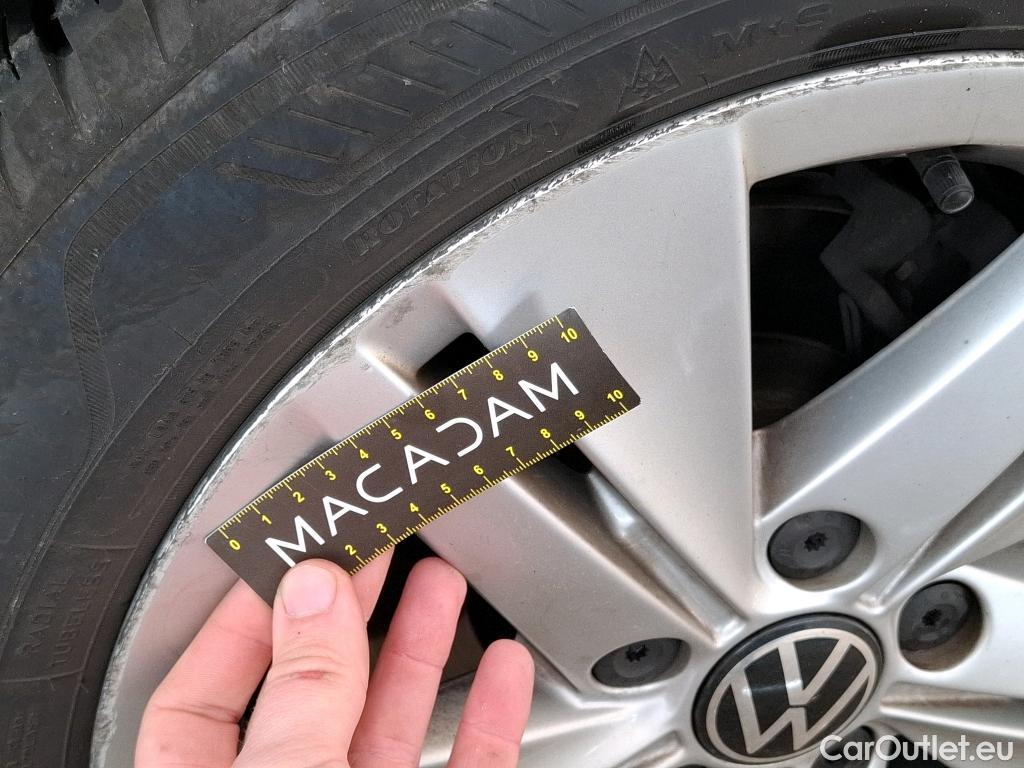 M+S
ROTATION
0 1 2 3 4 5 6 7 8 9 10
MACADAM
2 3 4 5 6 7 8 9 10
RADIAL
TUBELESS
VW
CarOutlet.eu